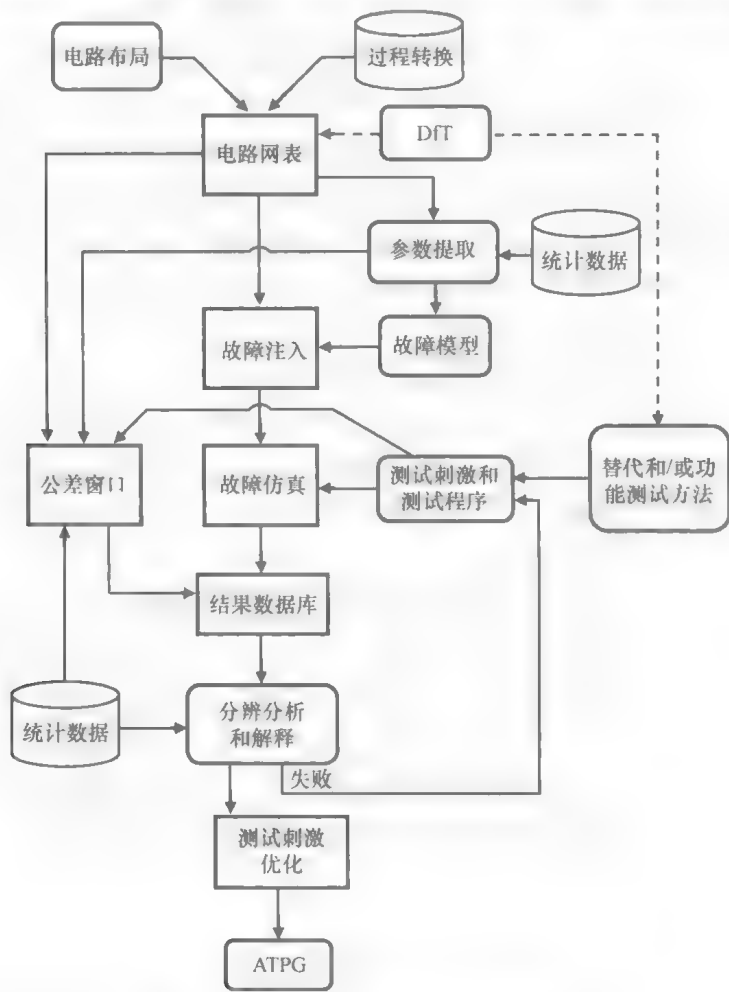 电路布局
过程转换
DfT
电路网表
参数提取
统计数据
故障注入
故障模型
公差窗口
故障仿真
测试刺激和
测试程序
替代和/或功
能测试方法
结果数据库
统计数据
分辨分析
和解释
失败
测试刺激
优化
ATPG